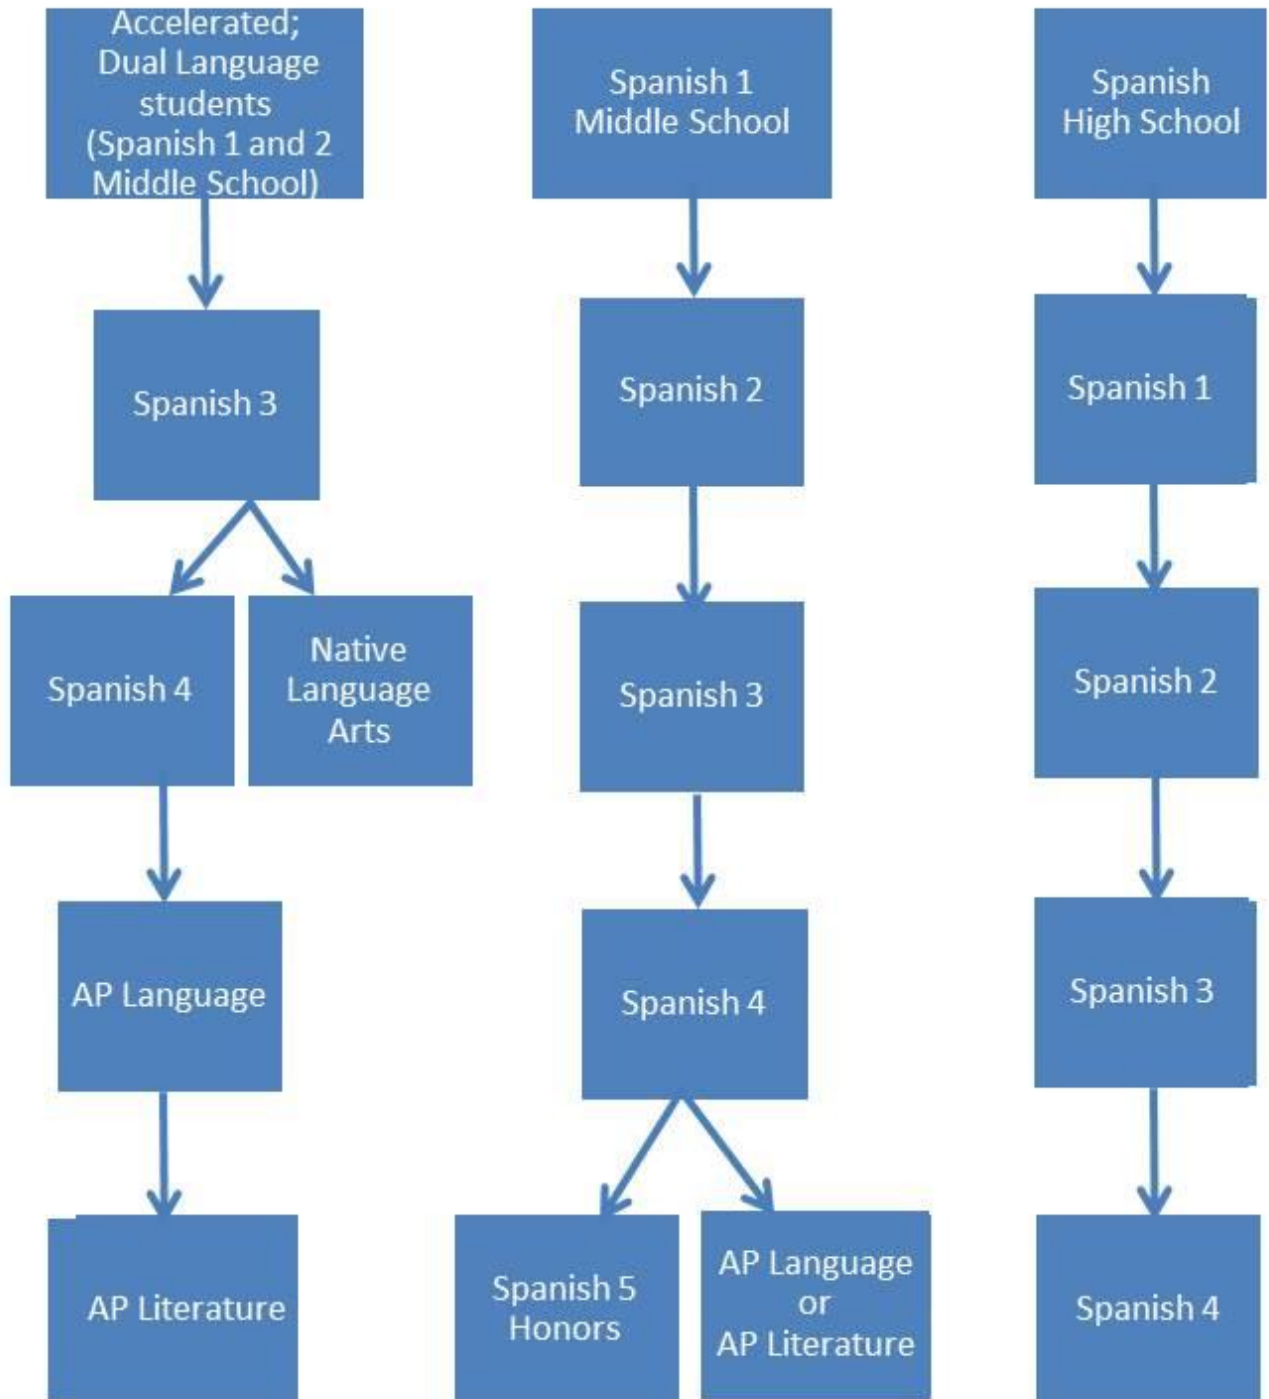 Accelerated;
Dual Language
students
(Spanish 1 and 2
Middle School)
Spanish 3
Spanish 4
Native
Language
Arts
AP Language
AP Literature
Spanish 1
Middle School
Spanish 2
Spanish 3
Spanish 4
Spanish 5
Honors
AP Language
or
AP Literature
Spanish
High School
Spanish 1
Spanish 2
Spanish 3
Spanish 4